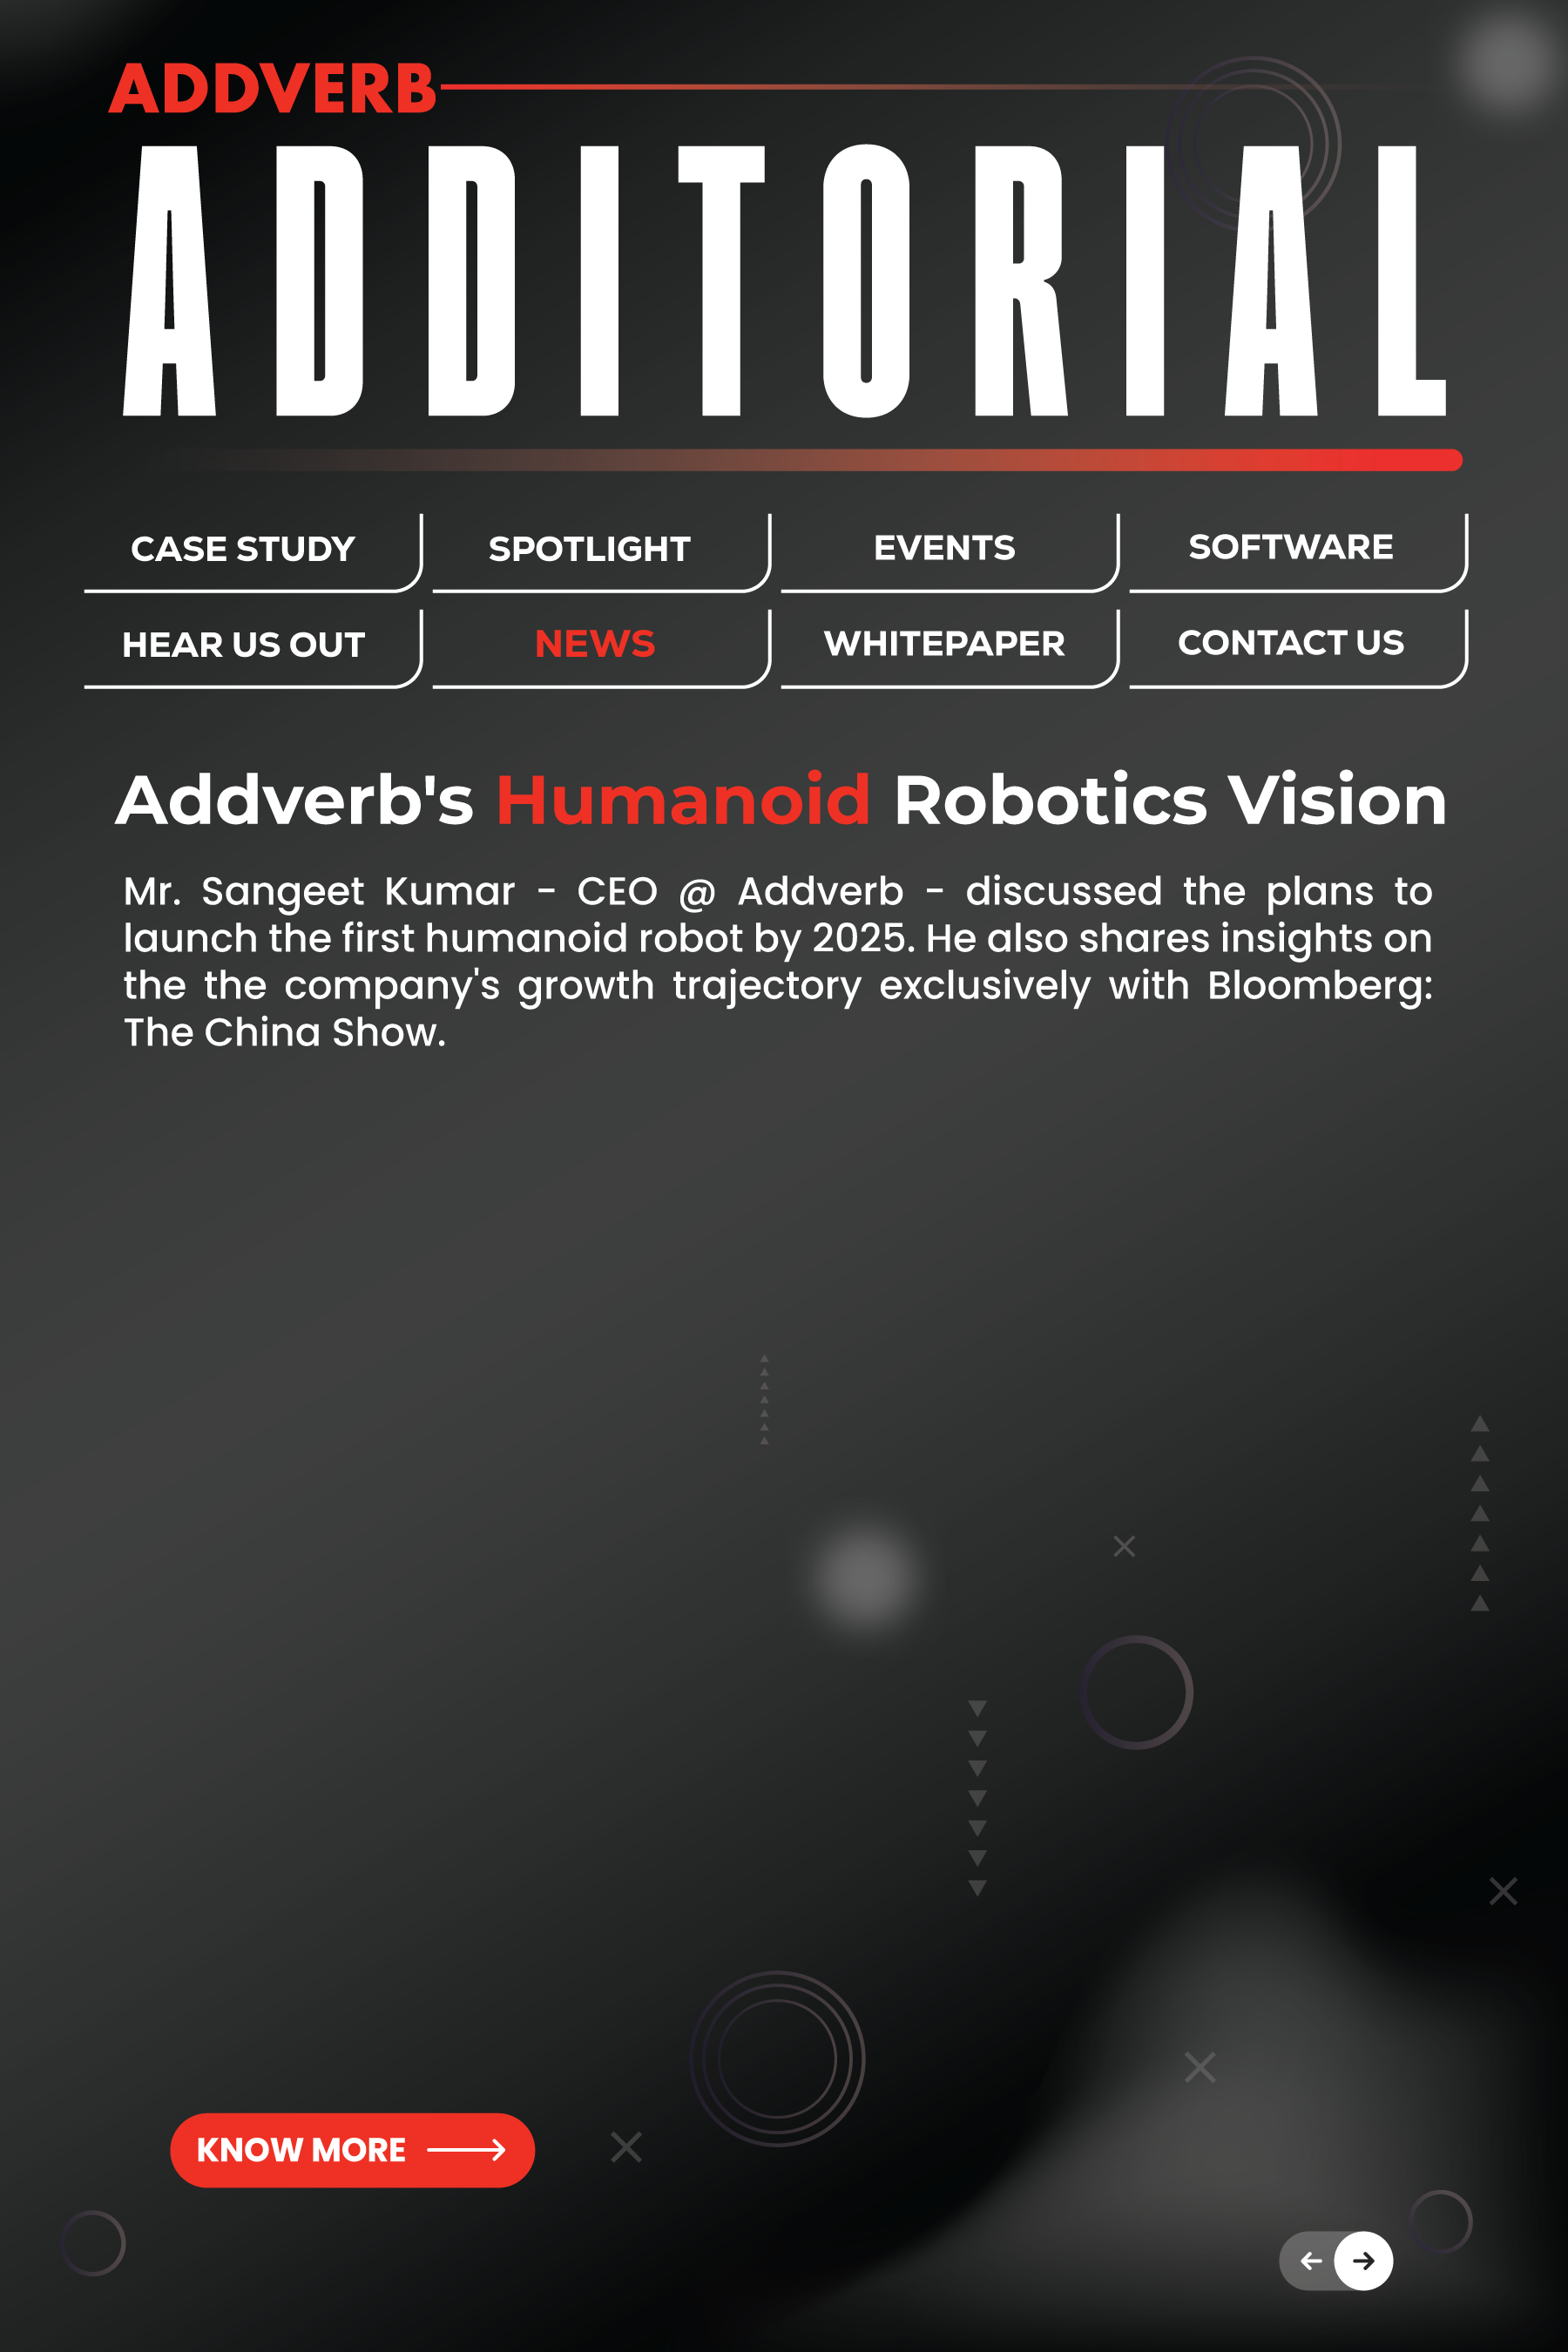 ADDVERB
ADDITORIAL
CASE STUDY
SPOTLIGHT
EVENTS
SOFTWARE
HEAR US OUT
NEWS
WHITEPAPER
CONTACT US
Addverb's Humanoid Robotics Vision
Mr. Sangeet Kumar - CEO @ Addverb - discussed the plans to
launch the first humanoid robot by 2025. He also shares insights on
the the company's growth trajectory exclusively with Bloomberg:
The China Show.
KNOW MORE